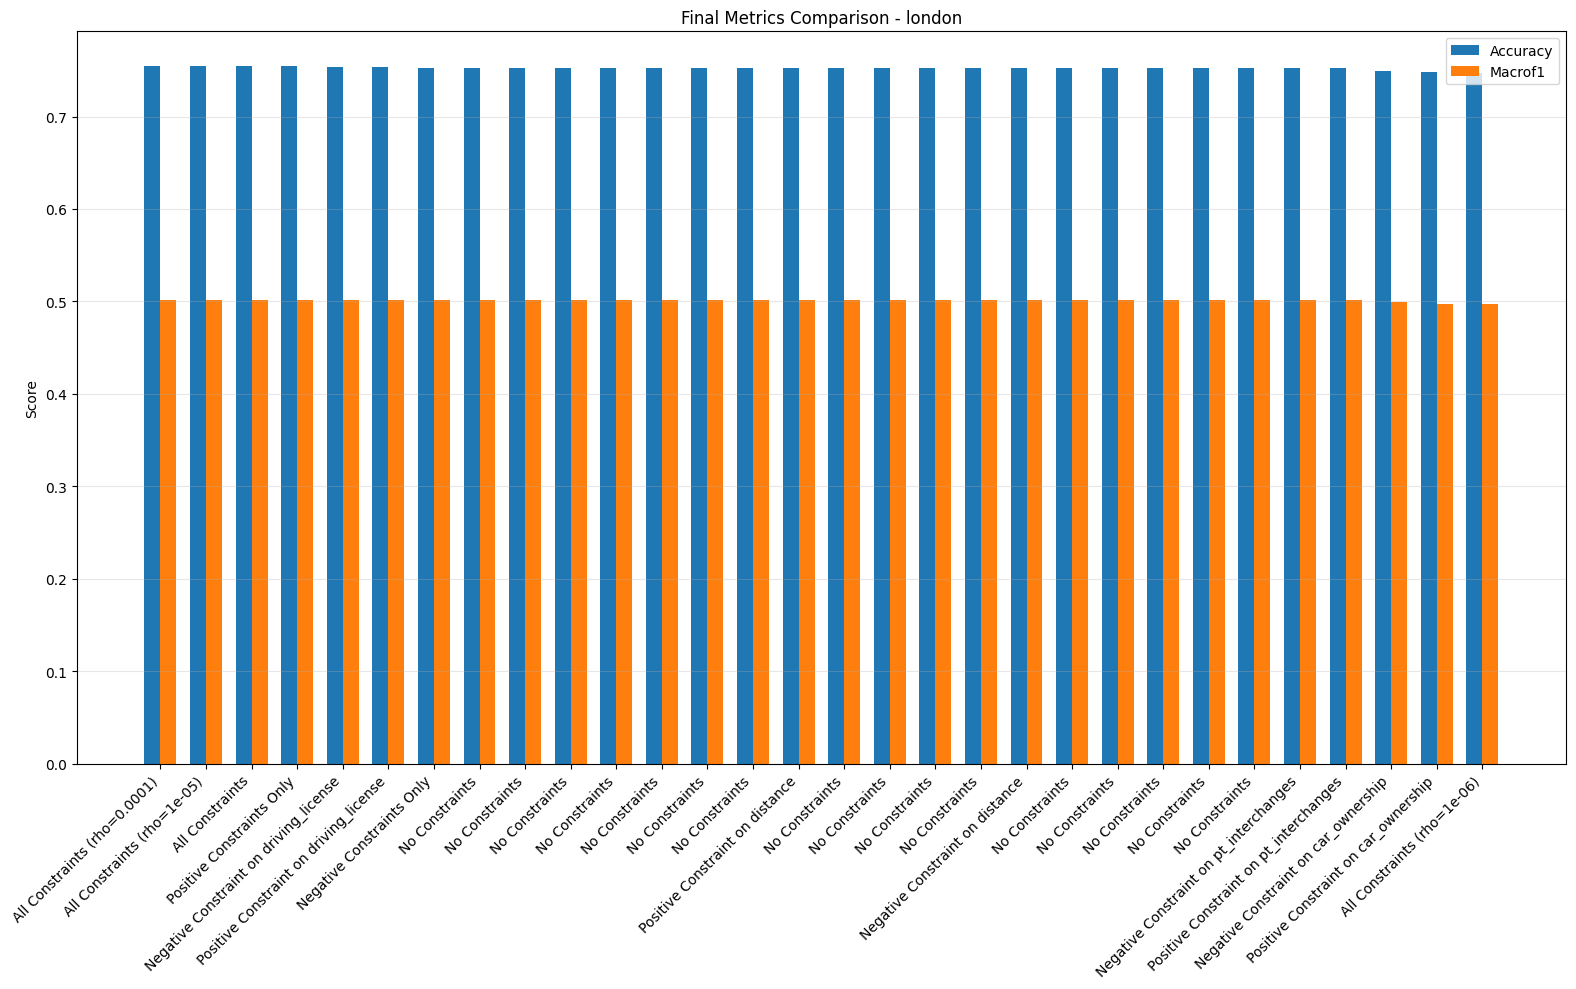 Final Metrics Comparison - london
Accuracy
Macrof1
Score
0.7
0.6
0.5
0.4
0.3
0.2
0.1
0.0
All Constraints (rho=0.0001)
All Constraints (rho=1e-05)
All Constraints
Positive Constraints Only
Negative Constraint on driving_license
Positive Constraint on driving_license
Negative Constraints Only
No Constraints
No Constraints
No Constraints
No Constraints
No Constraints
No Constraints
No Constraints
Positive Constraint on distance
No Constraints
No Constraints
No Constraints
No Constraints
Negative Constraint on distance
No Constraints
No Constraints
No Constraints
No Constraints
No Constraints
Negative Constraint on pt_interchanges
Positive Constraint on pt_interchanges
Negative Constraint on car_ownership
Positive Constraint on car_ownership
All Constraints (rho=1e-06)